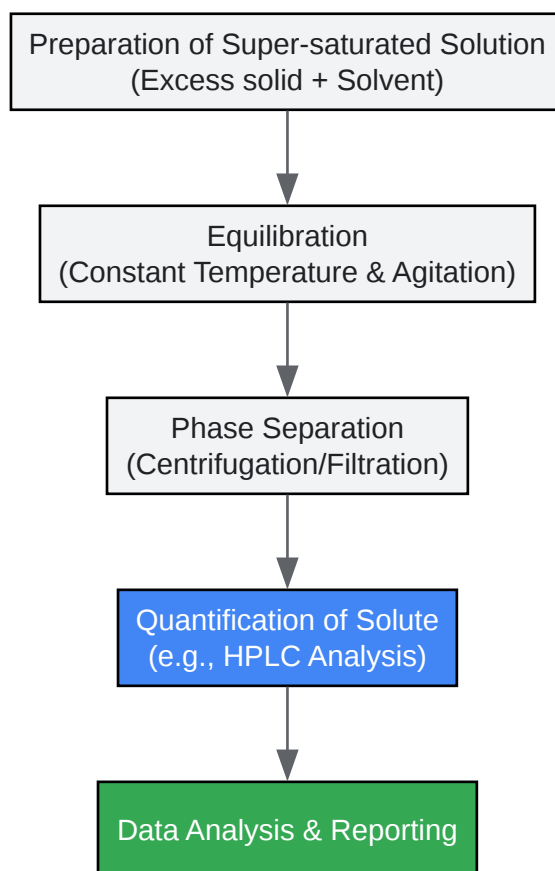 Preparation of Super-saturated Solution
(Excess solid + Solvent)
Equilibration
(Constant Temperature & Agitation)
Phase Separation
(Centrifugation/Filtration)
Quantification of Solute
(e.g., HPLC Analysis)
Data Analysis & Reporting